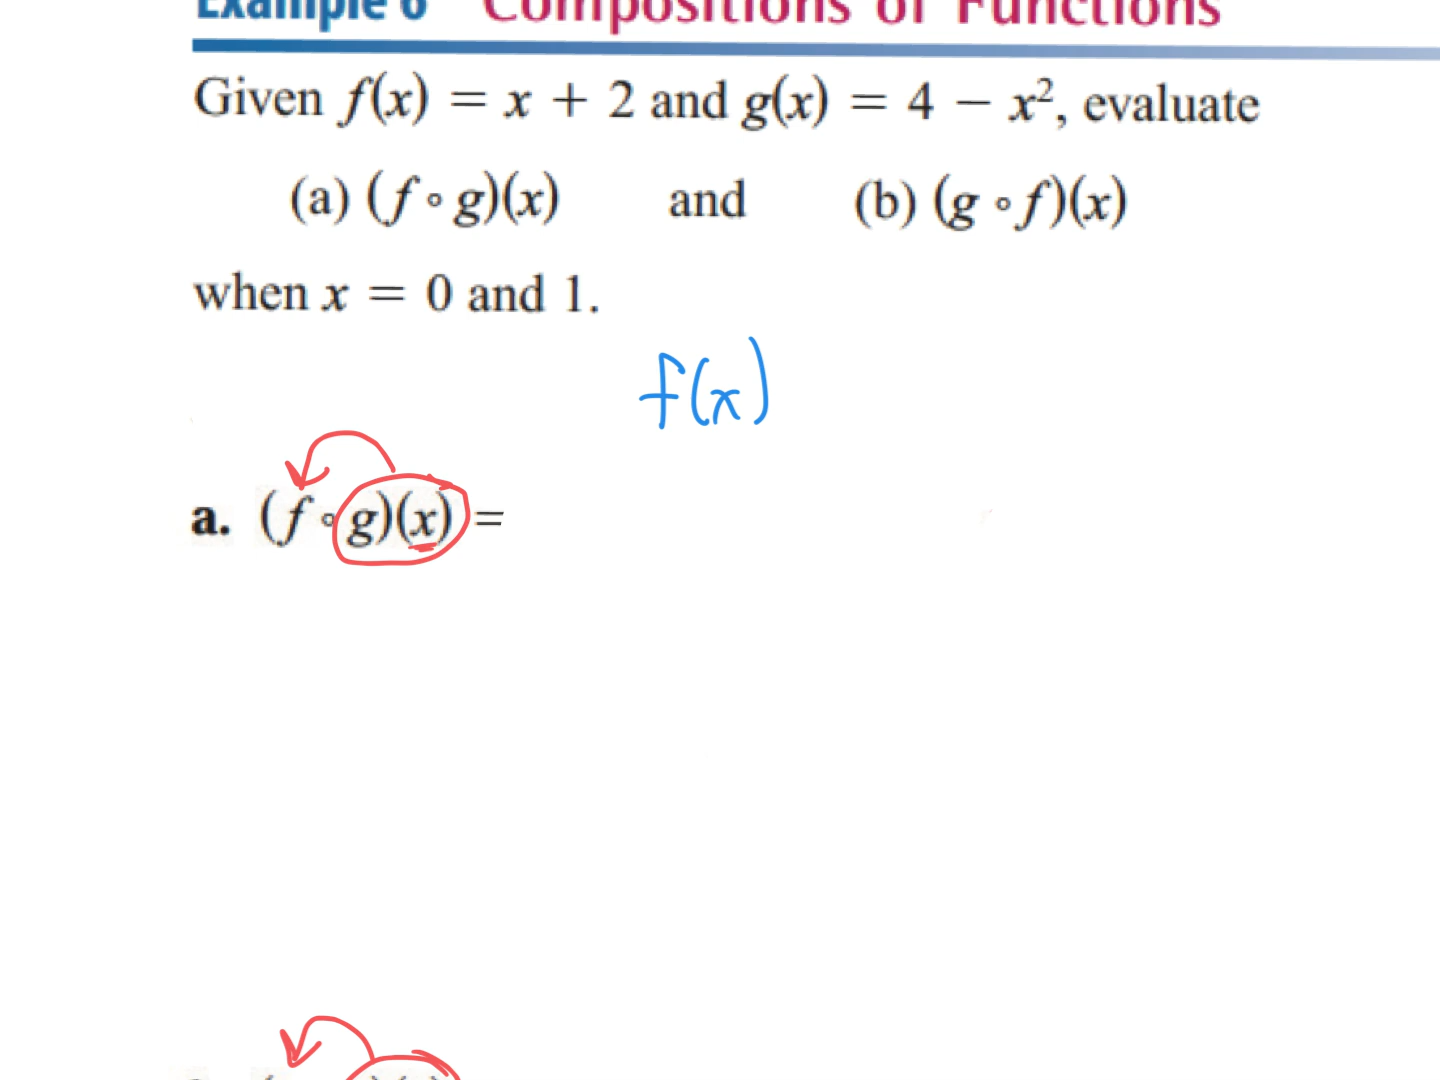 Example 6 Compositions of Functions
Given f(x) = x + 2 and g(x) = 4 − x², evaluate
(a) (f ∘ g)(x) and (b) (g ∘ f)(x)
when x = 0 and 1.
f(x)
a. (f ∘ g)(x) =